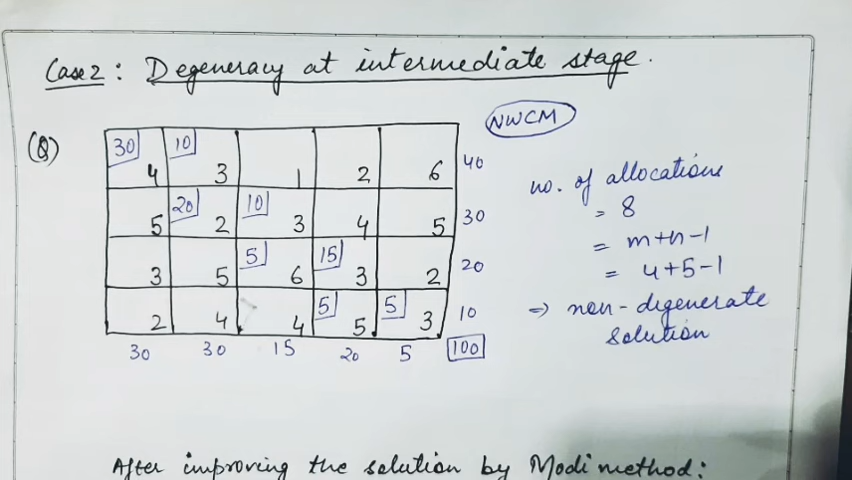 Case 2 : Degeneracy at intermediate stage.
(Q) NWCM
30 4 10 3 1 2 6 40
5 20 2 10 3 4 5 30
3 5 5 6 15 3 2 20
2 4 4 5 5 5 3 10
30 30 15 20 5 100
no. of allocations
= 8
= m+n-1
= 4+5-1
⇒ non-degenerate
solution
After improving the solution by Modi method: